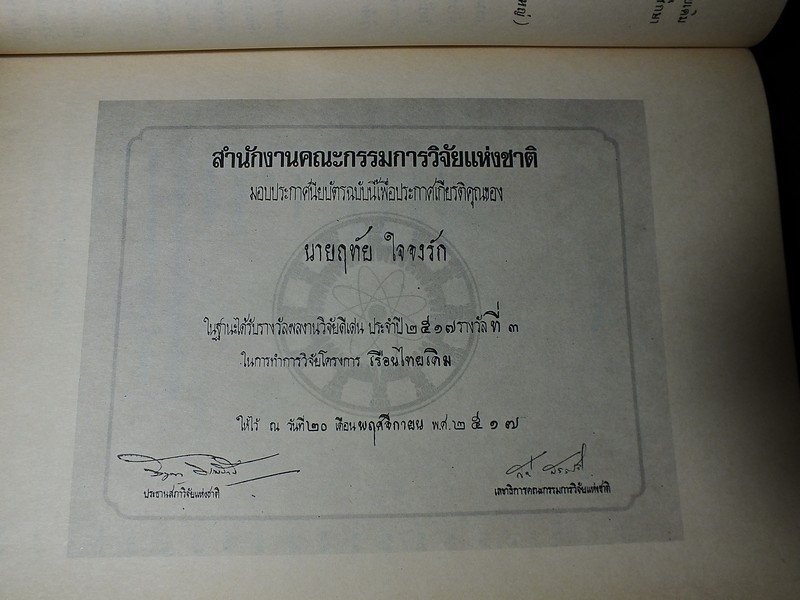 หญ่)
สำนักงานคณะกรรมการวิจัยแห่งชาติ
มอบประกาศนียบัตรฉบับนี้เพื่อประกาศเกียรติคุณของ
นายฤทัย ใจจงรัก
ในฐานะได้รับรางวัลผลงานวิจัยดีเด่น ประจำปี ๒๕๑๗ รางวัล ที่ ๓
ในการทำการวิจัยโครงการ เรือนไทยเดิม
ให้ไว้ ณ วันที่ ๒๐ เดือน พฤศจิกายน พ.ศ. ๒๕๑๗
ประธานสภาวิจัยแห่งชาติ
เลขาธิการคณะกรรมการวิจัยแห่งชาติ